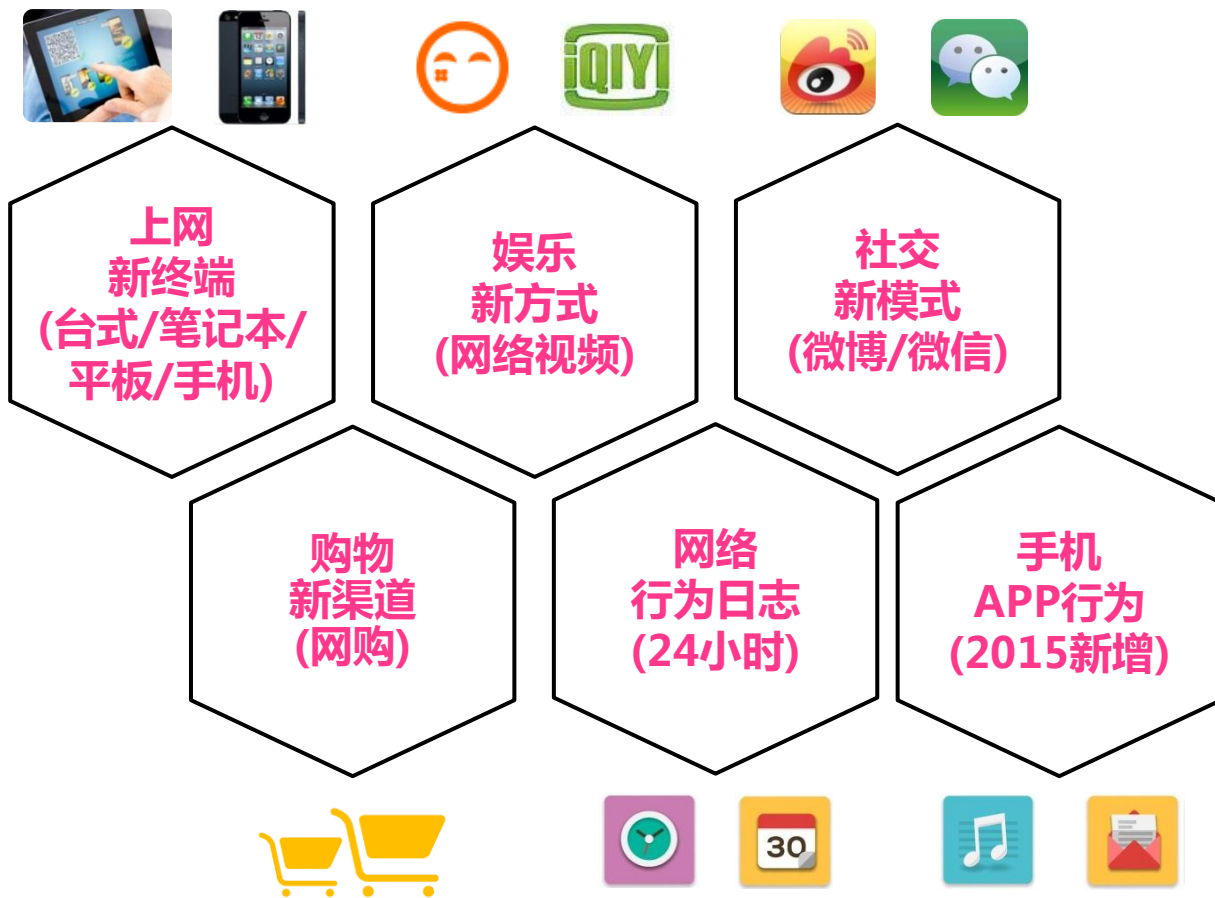 iQIYI
上网
新终端
(台式/笔记本/
平板/手机)
娱乐
新方式
(网络视频)
社交
新模式
(微博/微信)
购物
新渠道
(网购)
网络
行为日志
(24小时)
手机
APP行为
(2015新增)
30